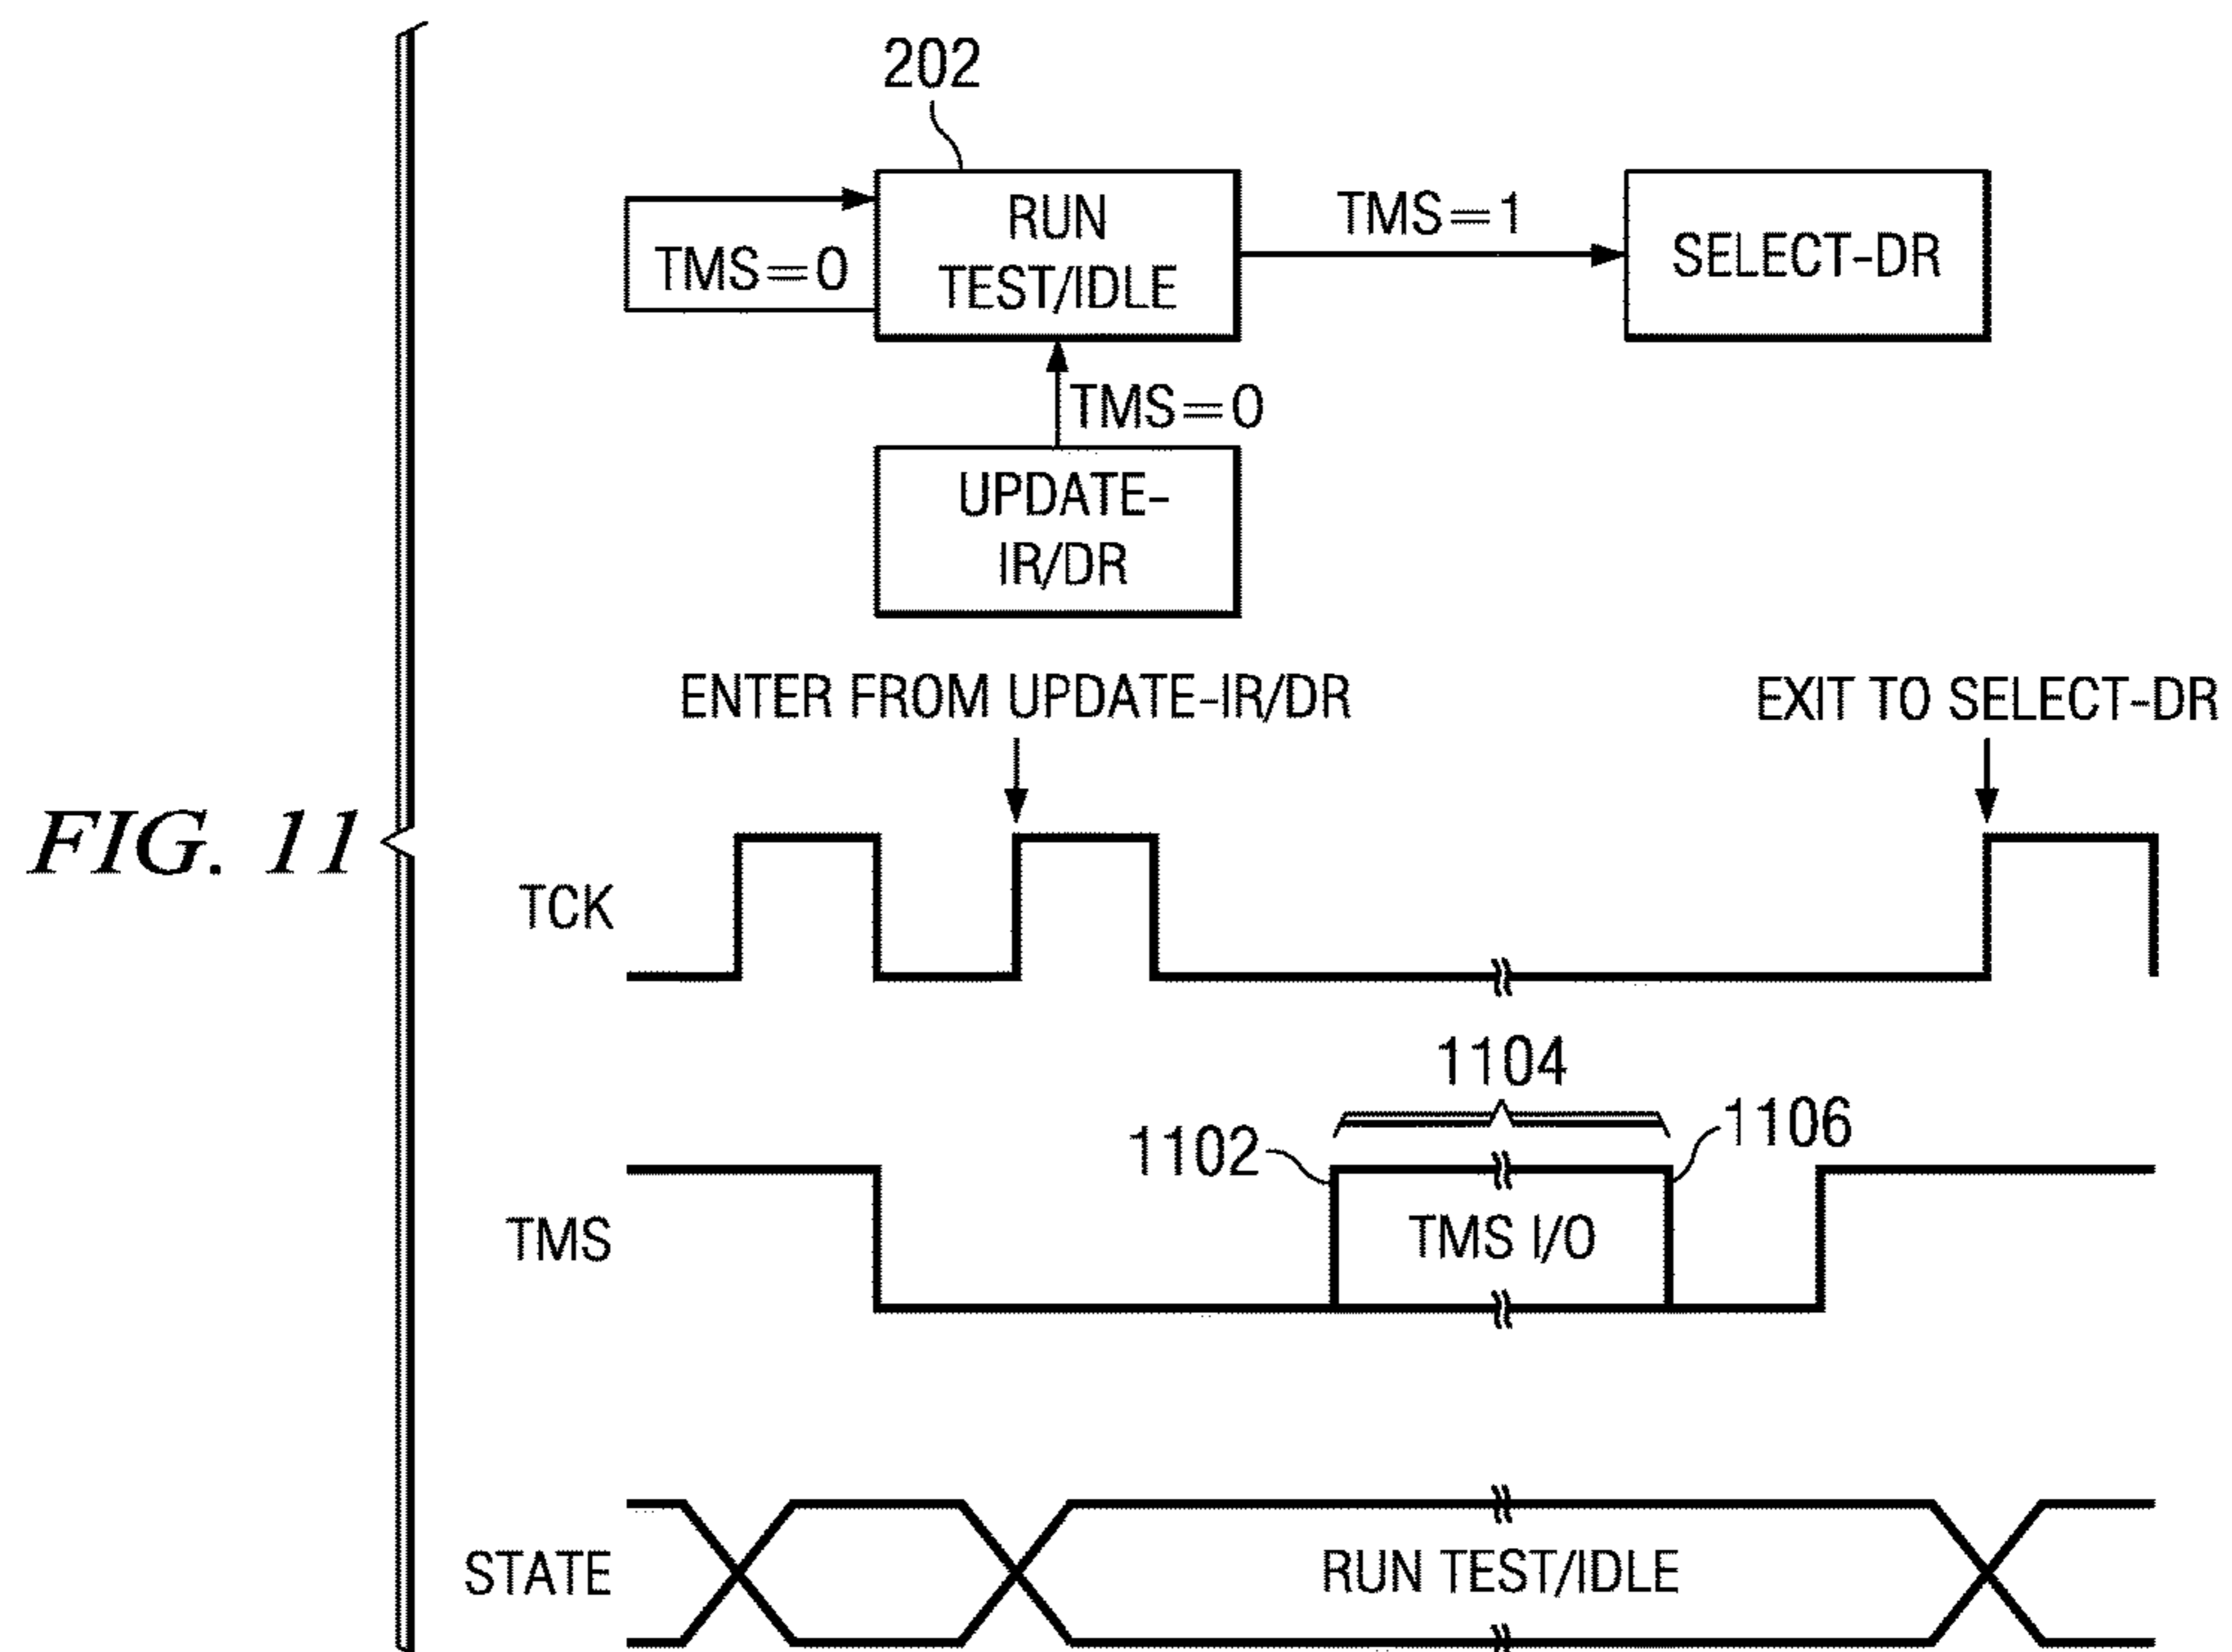 202
RUN
TEST/IDLE
TMS=1
SELECT-DR
TMS=0
TMS=0
UPDATE-
IR/DR
ENTER FROM UPDATE-IR/DR
EXIT TO SELECT-DR
FIG. 11
TCK
1104
1102
1106
TMS
TMS I/O
STATE
RUN TEST/IDLE